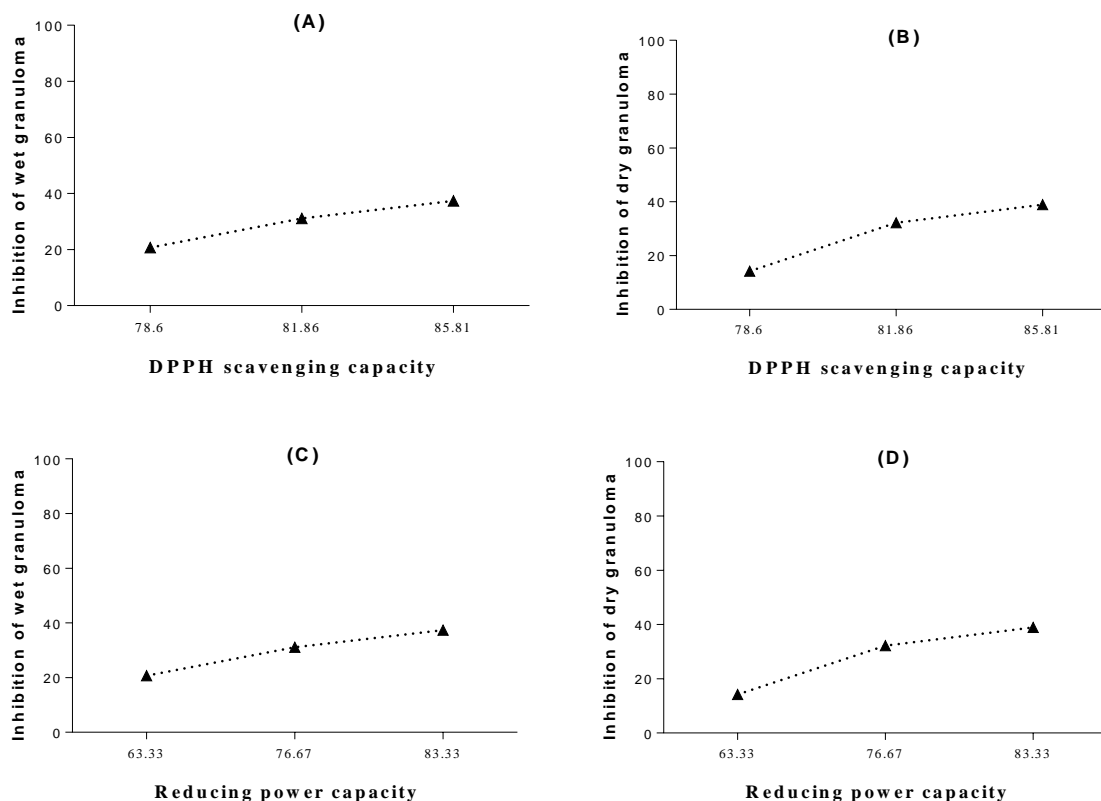 (A)
Inhibition of wet granuloma
100
80
60
40
20
0
78.6 81.86 85.81
DPPH scavenging capacity
(B)
Inhibition of dry granuloma
100
80
60
40
20
0
78.6 81.86 85.81
DPPH scavenging capacity
(C)
Inhibition of wet granuloma
100
80
60
40
20
0
63.33 76.67 83.33
Reducing power capacity
(D)
Inhibition of dry granuloma
100
80
60
40
20
0
63.33 76.67 83.33
Reducing power capacity